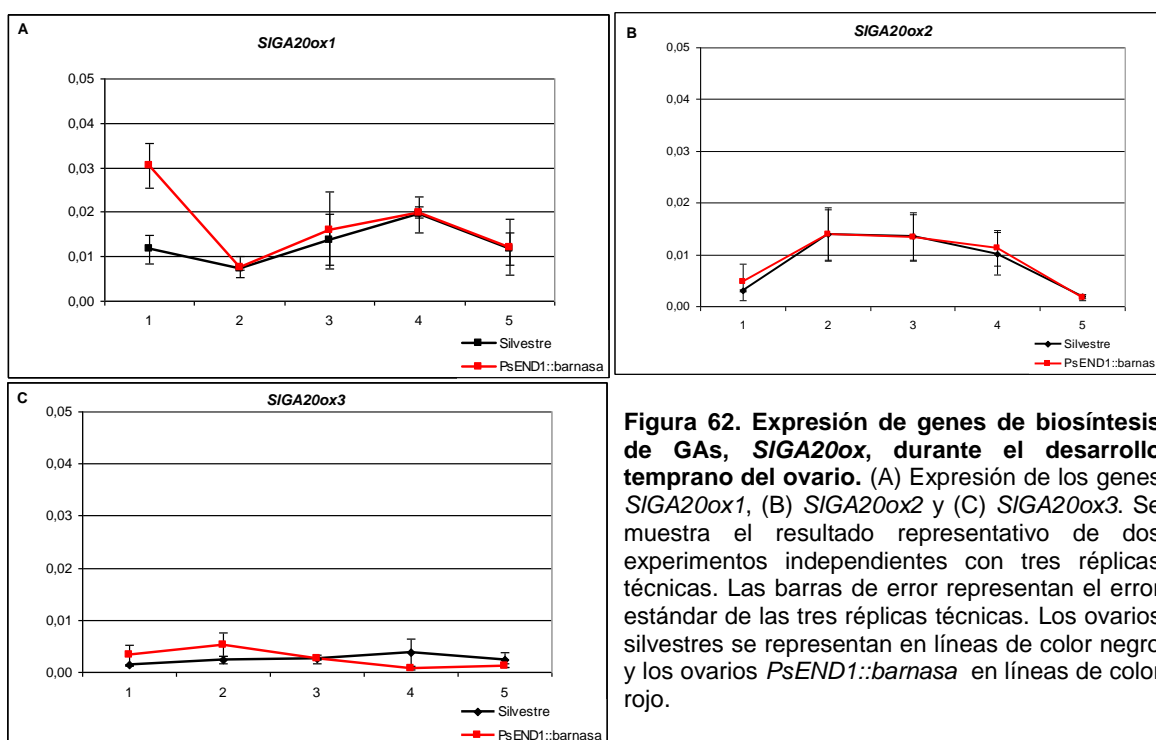 A
SlGA20ox1
0,05
0,04
0,03
0,02
0,01
0,00
1 2 3 4 5
Silvestre
PsEND1::barnasa
B
SlGA20ox2
0,05
0,04
0,03
0,02
0,01
0,00
1 2 3 4 5
Silvestre
PsEND1::barnas
C
SlGA20ox3
0,05
0,04
0,03
0,02
0,01
0,00
1 2 3 4 5
Silvestre
PsEND1::barnasa
Figura 62. Expresión de genes de biosíntesis
de GAs, SlGA20ox, durante el desarrollo
temprano del ovario. (A) Expresión de los genes
SlGA20ox1, (B) SlGA20ox2 y (C) SlGA20ox3. Se
muestra el resultado representativo de dos
experimentos independientes con tres réplicas
técnicas. Las barras de error representan el error
estándar de las tres réplicas técnicas. Los ovarios
silvestres se representan en líneas de color negro
y los ovarios PsEND1::barnasa en líneas de color
rojo.